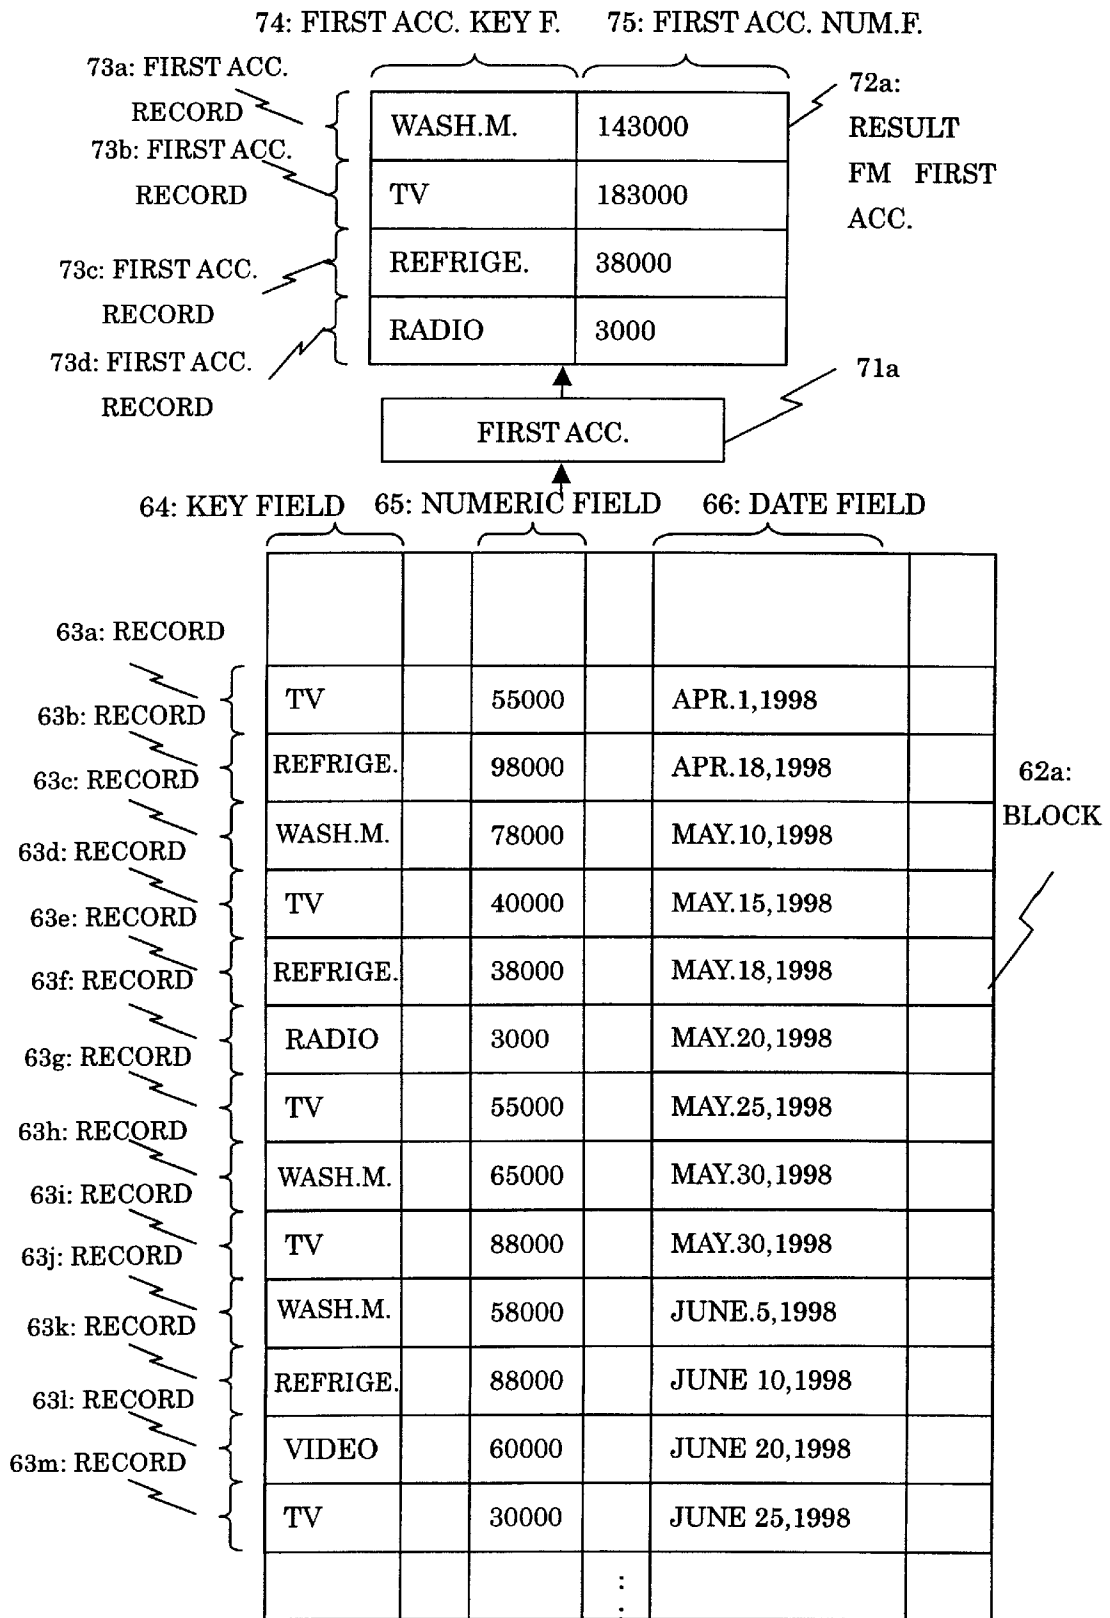 74: FIRST ACC. KEY F. 75: FIRST ACC. NUM.F.
73a: FIRST ACC.
RECORD
73b: FIRST ACC.
RECORD
73c: FIRST ACC.
RECORD
73d: FIRST ACC.
RECORD
WASH.M. 143000
TV 183000
REFRIGE. 38000
RADIO 3000
72a:
RESULT
FM FIRST
ACC.
71a
FIRST ACC.
64: KEY FIELD 65: NUMERIC FIELD 66: DATE FIELD
63a: RECORD
63b: RECORD
63c: RECORD
63d: RECORD
63e: RECORD
63f: RECORD
63g: RECORD
63h: RECORD
63i: RECORD
63j: RECORD
63k: RECORD
63l: RECORD
63m: RECORD
TV 55000 APR.1,1998
REFRIGE. 98000 APR.18,1998
WASH.M. 78000 MAY.10,1998
TV 40000 MAY.15,1998
REFRIGE. 38000 MAY.18,1998
RADIO 3000 MAY.20,1998
TV 55000 MAY.25,1998
WASH.M. 65000 MAY.30,1998
TV 88000 MAY.30,1998
WASH.M. 58000 JUNE.5,1998
REFRIGE. 88000 JUNE 10,1998
VIDEO 60000 JUNE 20,1998
TV 30000 JUNE 25,1998
62a:
BLOCK